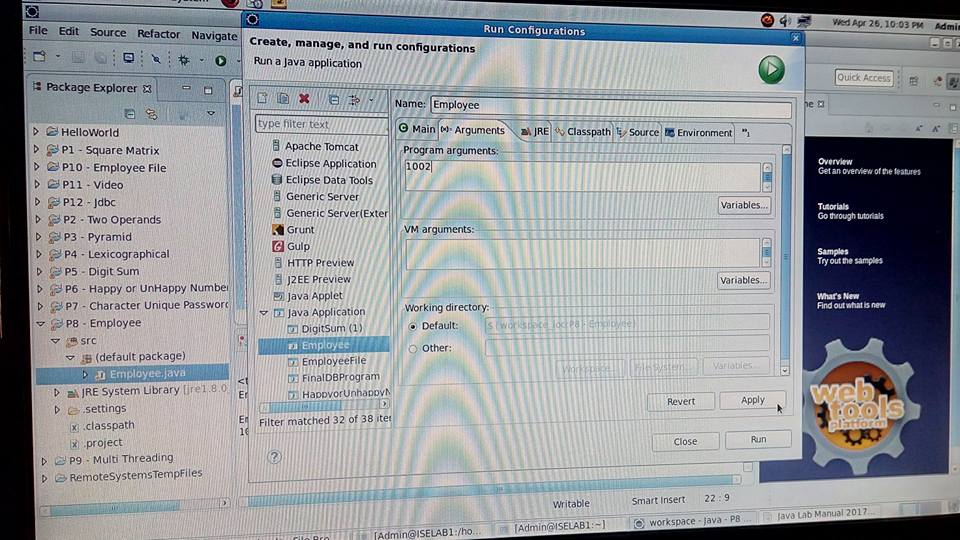 Wed Apr 26, 10:03 PM Admin
File Edit Source Refactor Navigate
Quick Access
Package Explorer
HelloWorld
P1 - Square Matrix
P10 - Employee File
P11 - Video
P12 - Jdbc
P2 - Two Operands
P3 - Pyramid
P4 - Lexicographical
P5 - Digit Sum
P6 - Happy or UnHappy Number
P7 - Character Unique Password
P8 - Employee
src
(default package)
Employee.java
JRE System Library [jre1.8.0
.settings
.classpath
.project
P9 - Multi Threading
RemoteSystemsTempFiles
Run Configurations
Create, manage, and run configurations
Run a Java application
type filter text
Apache Tomcat
Eclipse Application
Eclipse Data Tools
Generic Server
Generic Server(Exter
Grunt
Gulp
HTTP Preview
J2EE Preview
Java Applet
Java Application
DigitSum (1)
Employee
EmployeeFile
FinalDBProgram
HappyorUnhappyN
Filter matched 32 of 38 iter
Name: Employee
Main (x)= Arguments JRE Classpath Source Environment
Program arguments:
1002
Variables...
VM arguments:
Variables...
Working directory:
Default: ${workspace_loc:P8 - Employee}
Other:
Workspace... File System... Variables...
Revert Apply
Close Run
Overview
Get an overview of the features
Tutorials
Go through tutorials
Samples
Try out the samples
What's New
Find out what is new
web
tools
platform
Writable Smart Insert 22 : 9
[Admin@ISELAB1:/ho... [Admin@ISELAB1:~] workspace - Java - P8 ... Java Lab Manual 2017...